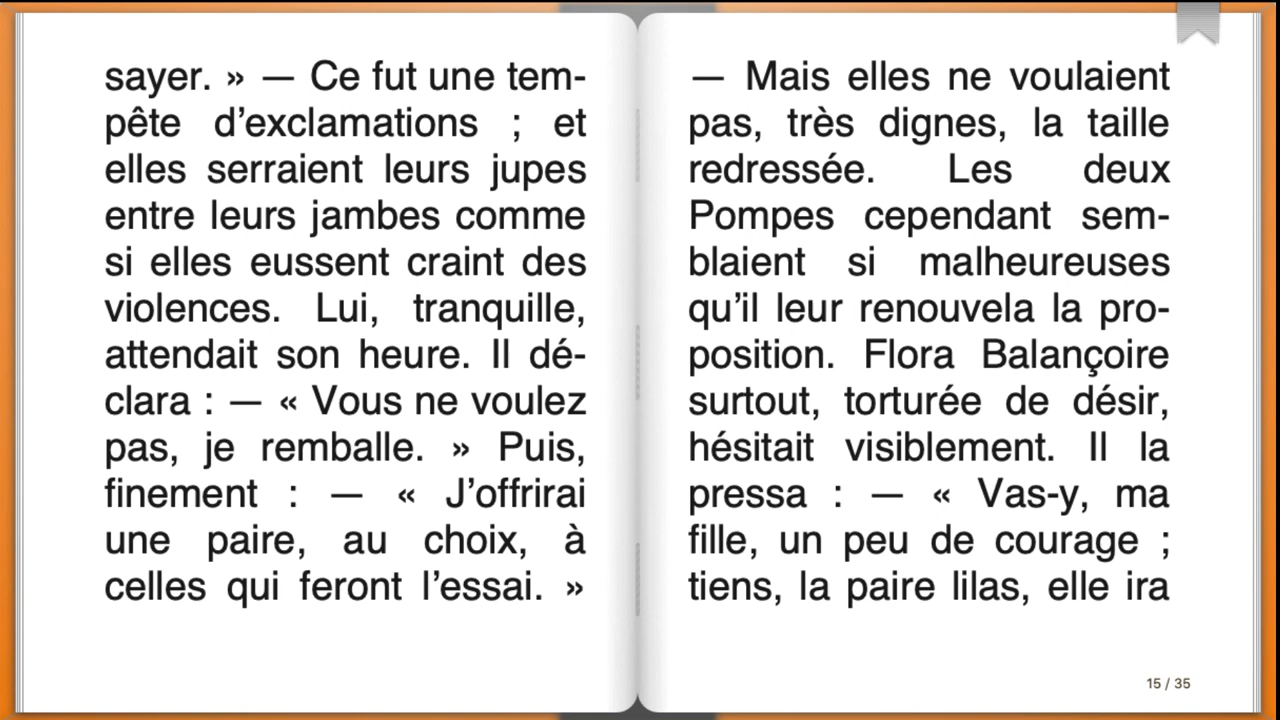 sayer. » — Ce fut une tem-
pête d’exclamations ; et
elles serraient leurs jupes
entre leurs jambes comme
si elles eussent craint des
violences. Lui, tranquille,
attendait son heure. Il dé-
clara : — « Vous ne voulez
pas, je remballe. » Puis,
finement : — « J’offrirai
une paire, au choix, à
celles qui feront l’essai. »
— Mais elles ne voulaient
pas, très dignes, la taille
redressée. Les deux
Pompes cependant sem-
blaient si malheureuses
qu’il leur renouvela la pro-
position. Flora Balançoire
surtout, torturée de désir,
hésitait visiblement. Il la
pressa : — « Vas-y, ma
fille, un peu de courage ;
tiens, la paire lilas, elle ira
15 / 35